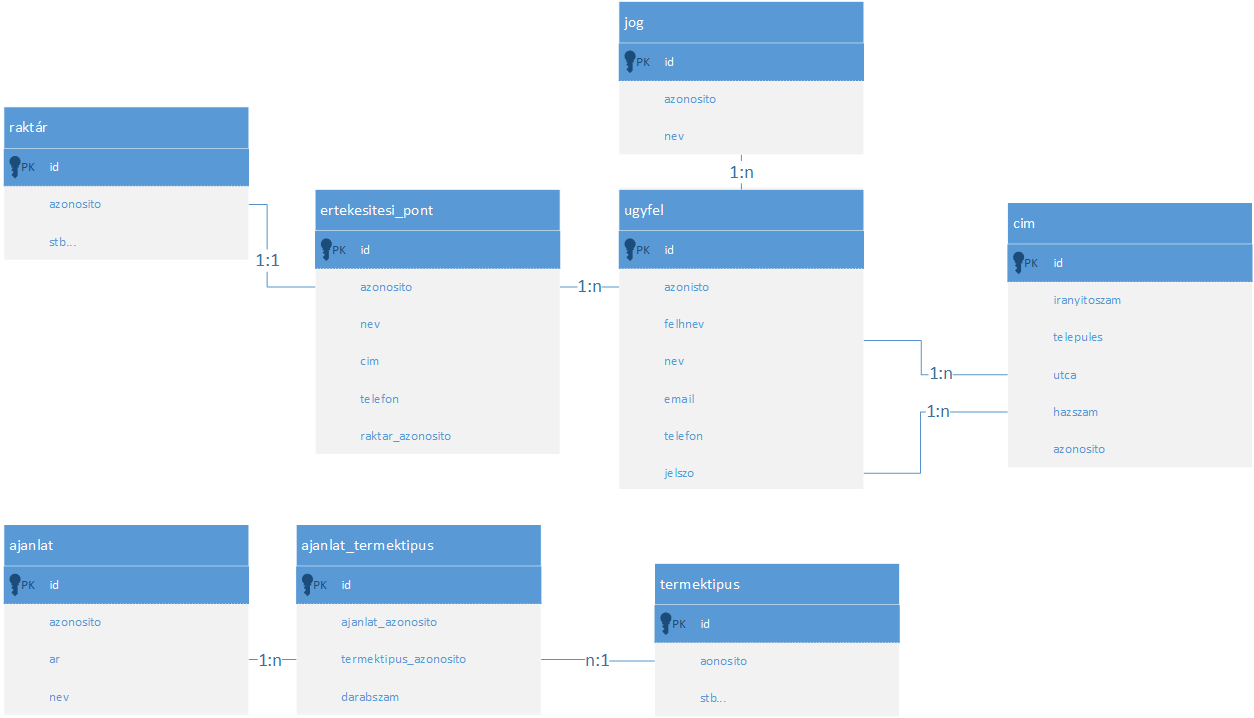 jog
PK id
azonosito
nev
1:n
raktár
PK id
azonosito
stb...
1:1
ertekesitesi_pont
PK id
azonosito
nev
cim
telefon
raktar_azonosito
1:n
ugyfel
PK id
azonisto
felhnev
nev
email
telefon
jelszo
1:n
1:n
cim
PK id
iranyitoszam
telepules
utca
hazszam
azonosito
ajanlat
PK id
azonosito
ar
nev
1:n
ajanlat_termektipus
PK id
ajanlat_azonosito
termektipus_azonosito
darabszam
n:1
termektipus
PK id
aonosito
stb...